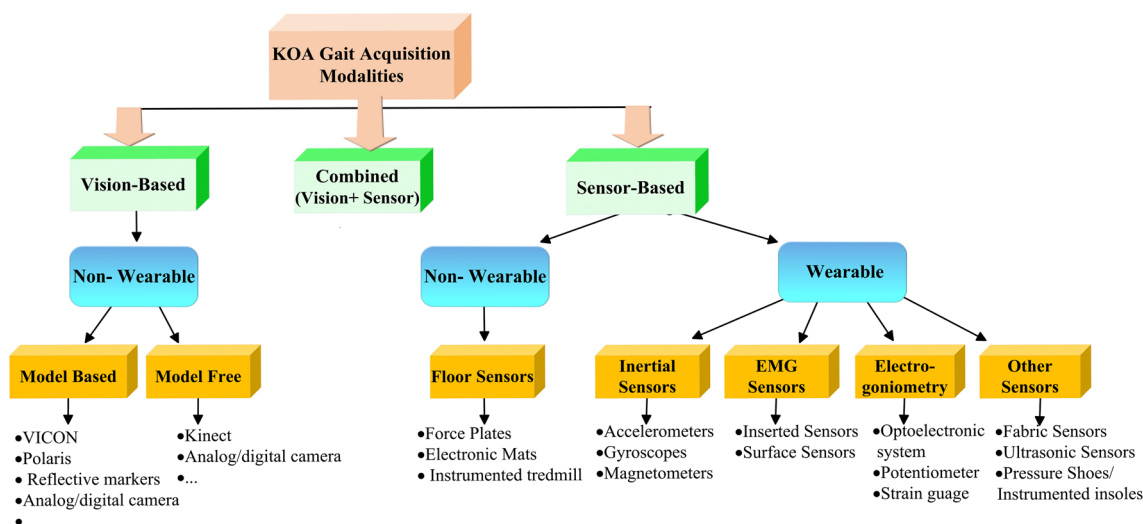 KOA Gait Acquisition
Modalities
Vision-Based
Combined
(Vision+ Sensor)
Sensor-Based
Non- Wearable
Non- Wearable
Wearable
Model Based
Model Free
Floor Sensors
Inertial
Sensors
EMG
Sensors
Electro-
goniometry
Other
Sensors
●VICON
●Polaris
● Reflective markers
●Analog/digital camera
●
●Kinect
●Analog/digital camera
●...
●Force Plates
●Electronic Mats
● Instrumented tredmill
●Accelerometers
●Gyroscopes
●Magnetometers
●Inserted Sensors
●Surface Sensors
●Optoelectronic
system
●Potentiometer
●Strain guage
●Fabric Sensors
●Ultrasonic Sensors
●Pressure Shoes/
Instrumented insoles